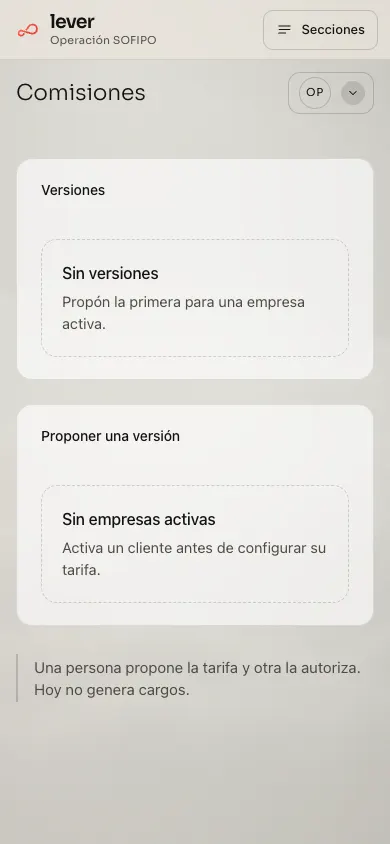 lever
Operación SOFIPO
Secciones
Comisiones
OP
Versiones
Sin versiones
Propón la primera para una empresa
activa.
Proponer una versión
Sin empresas activas
Activa un cliente antes de configurar su
tarifa.
Una persona propone la tarifa y otra la autoriza.
Hoy no genera cargos.